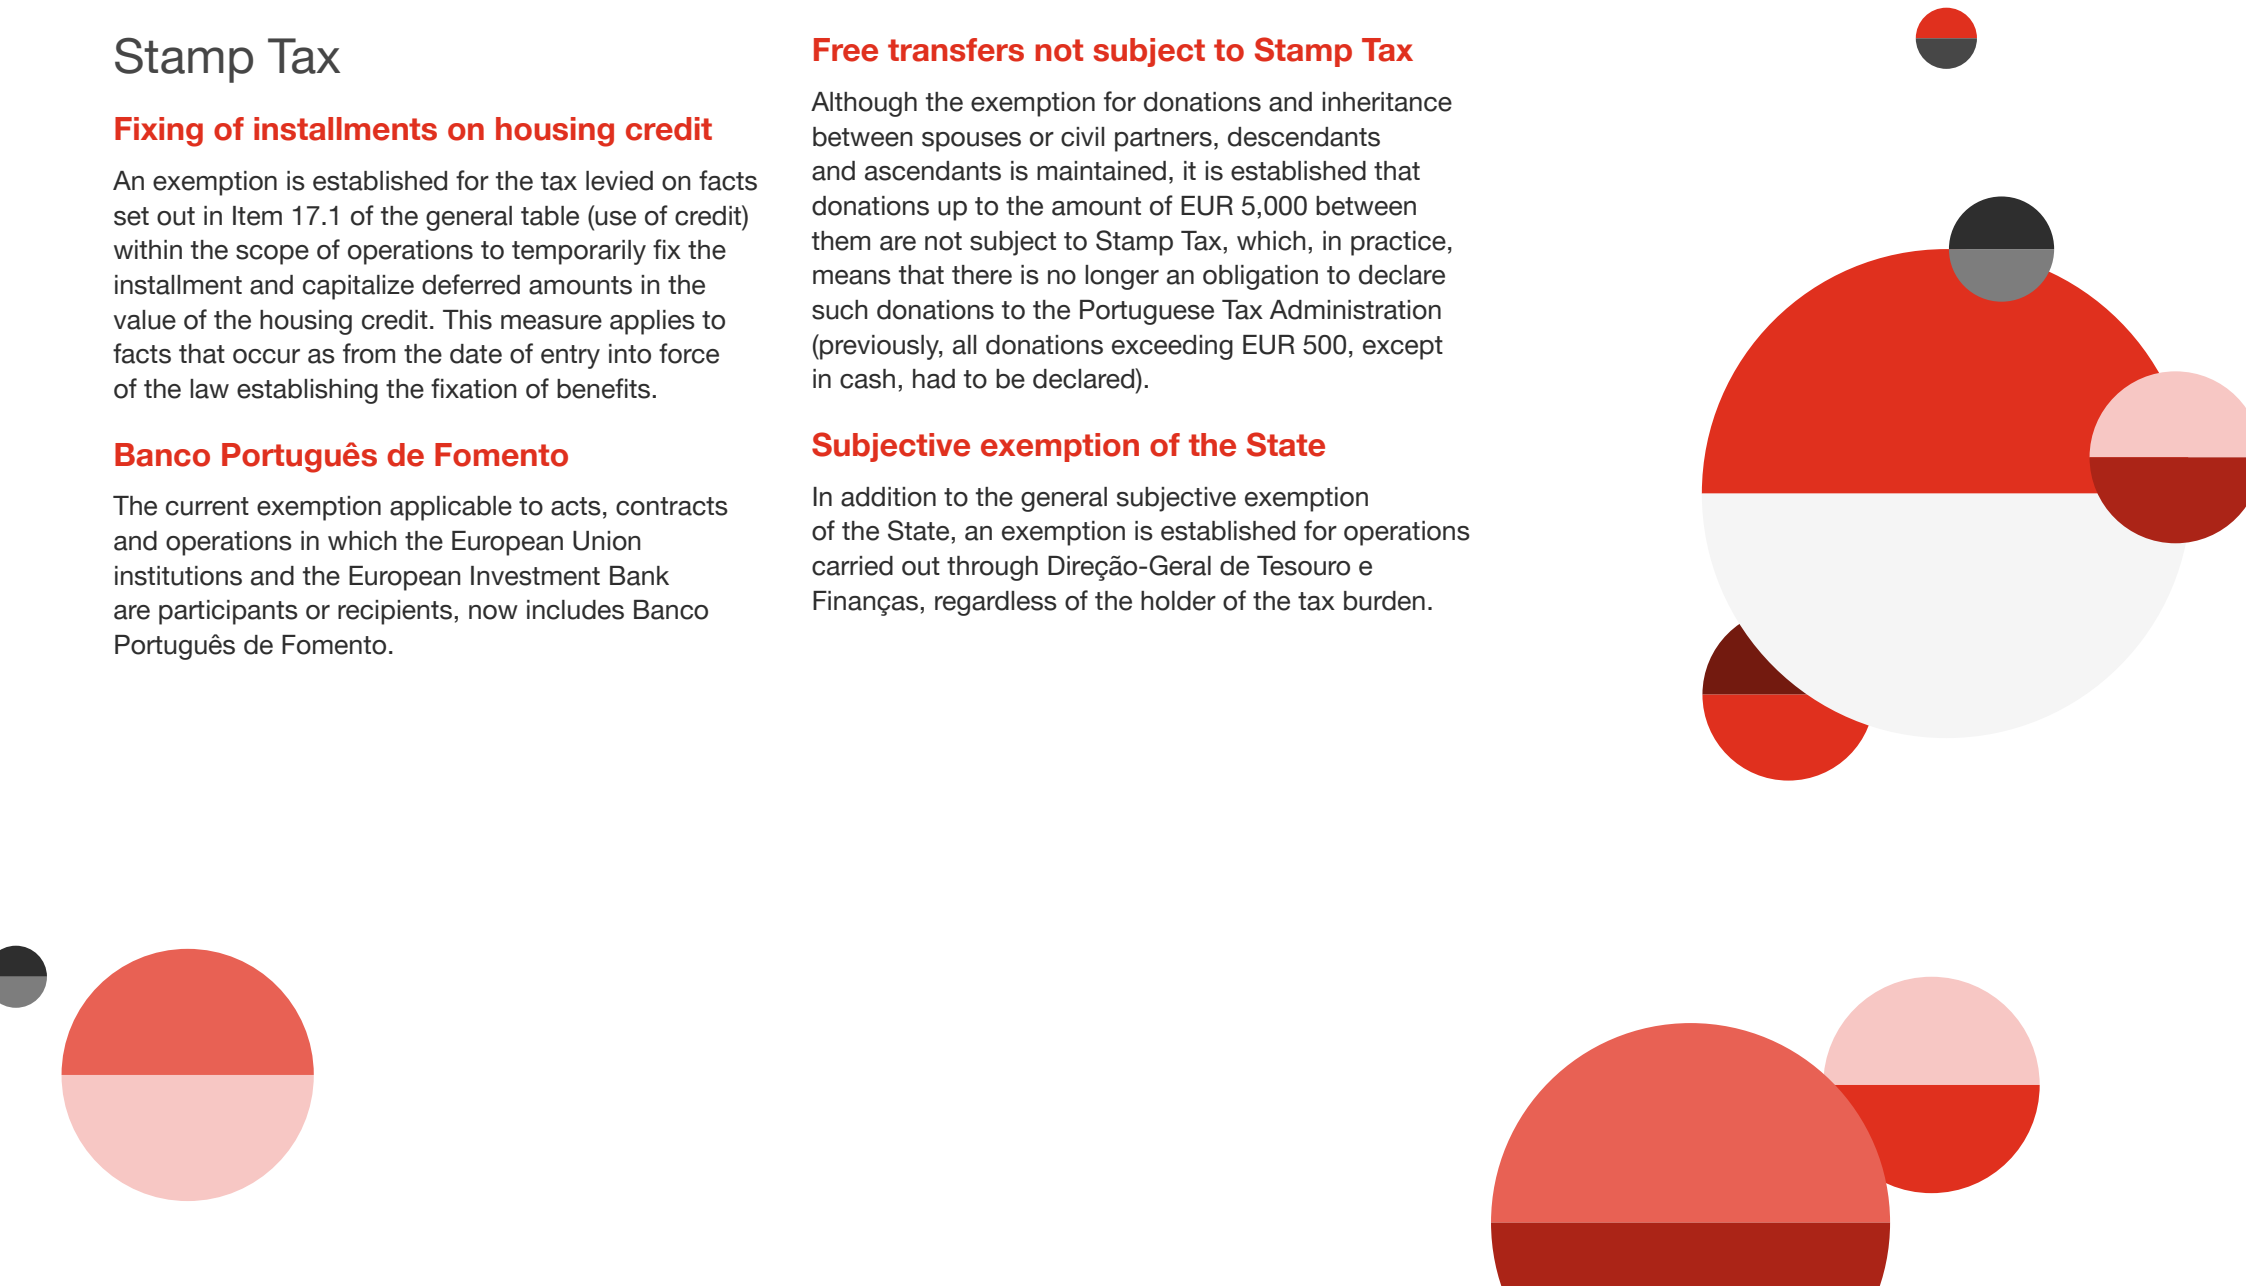 Stamp Tax
Fixing of installments on housing credit
An exemption is established for the tax levied on facts
set out in Item 17.1 of the general table (use of credit)
within the scope of operations to temporarily fix the
installment and capitalize deferred amounts in the
value of the housing credit. This measure applies to
facts that occur as from the date of entry into force
of the law establishing the fixation of benefits.
Banco Português de Fomento
The current exemption applicable to acts, contracts
and operations in which the European Union
institutions and the European Investment Bank
are participants or recipients, now includes Banco
Português de Fomento.
Free transfers not subject to Stamp Tax
Although the exemption for donations and inheritance
between spouses or civil partners, descendants
and ascendants is maintained, it is established that
donations up to the amount of EUR 5,000 between
them are not subject to Stamp Tax, which, in practice,
means that there is no longer an obligation to declare
such donations to the Portuguese Tax Administration
(previously, all donations exceeding EUR 500, except
in cash, had to be declared).
Subjective exemption of the State
In addition to the general subjective exemption
of the State, an exemption is established for operations
carried out through Direção-Geral de Tesouro e
Finanças, regardless of the holder of the tax burden.